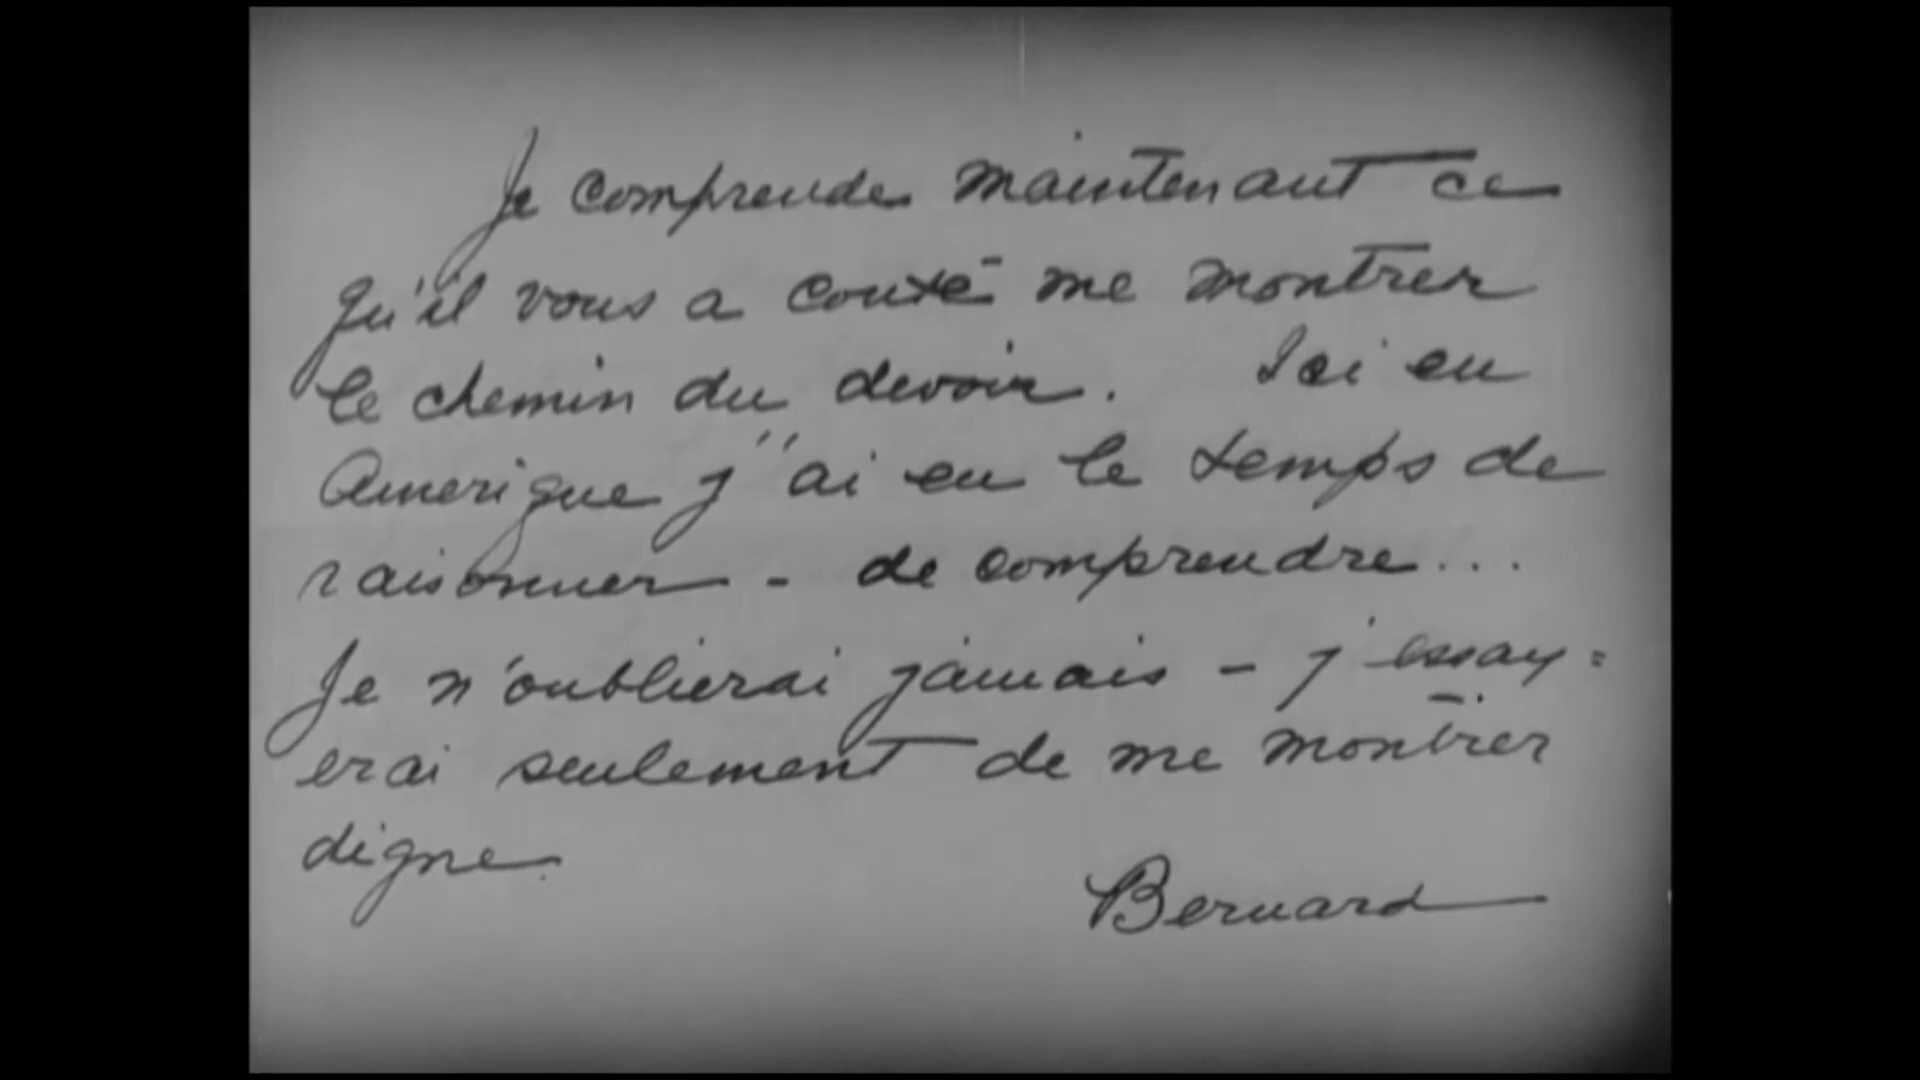 Je comprends maintenant ce
qu'il vous a couté me montrer
le chemin du devoir. Ici en
Amerique j'ai eu le temps de
raisonner - de comprendre...
Je n'oublierai jamais - j'essay=
erai seulement de me montrer
digne.
Bernard